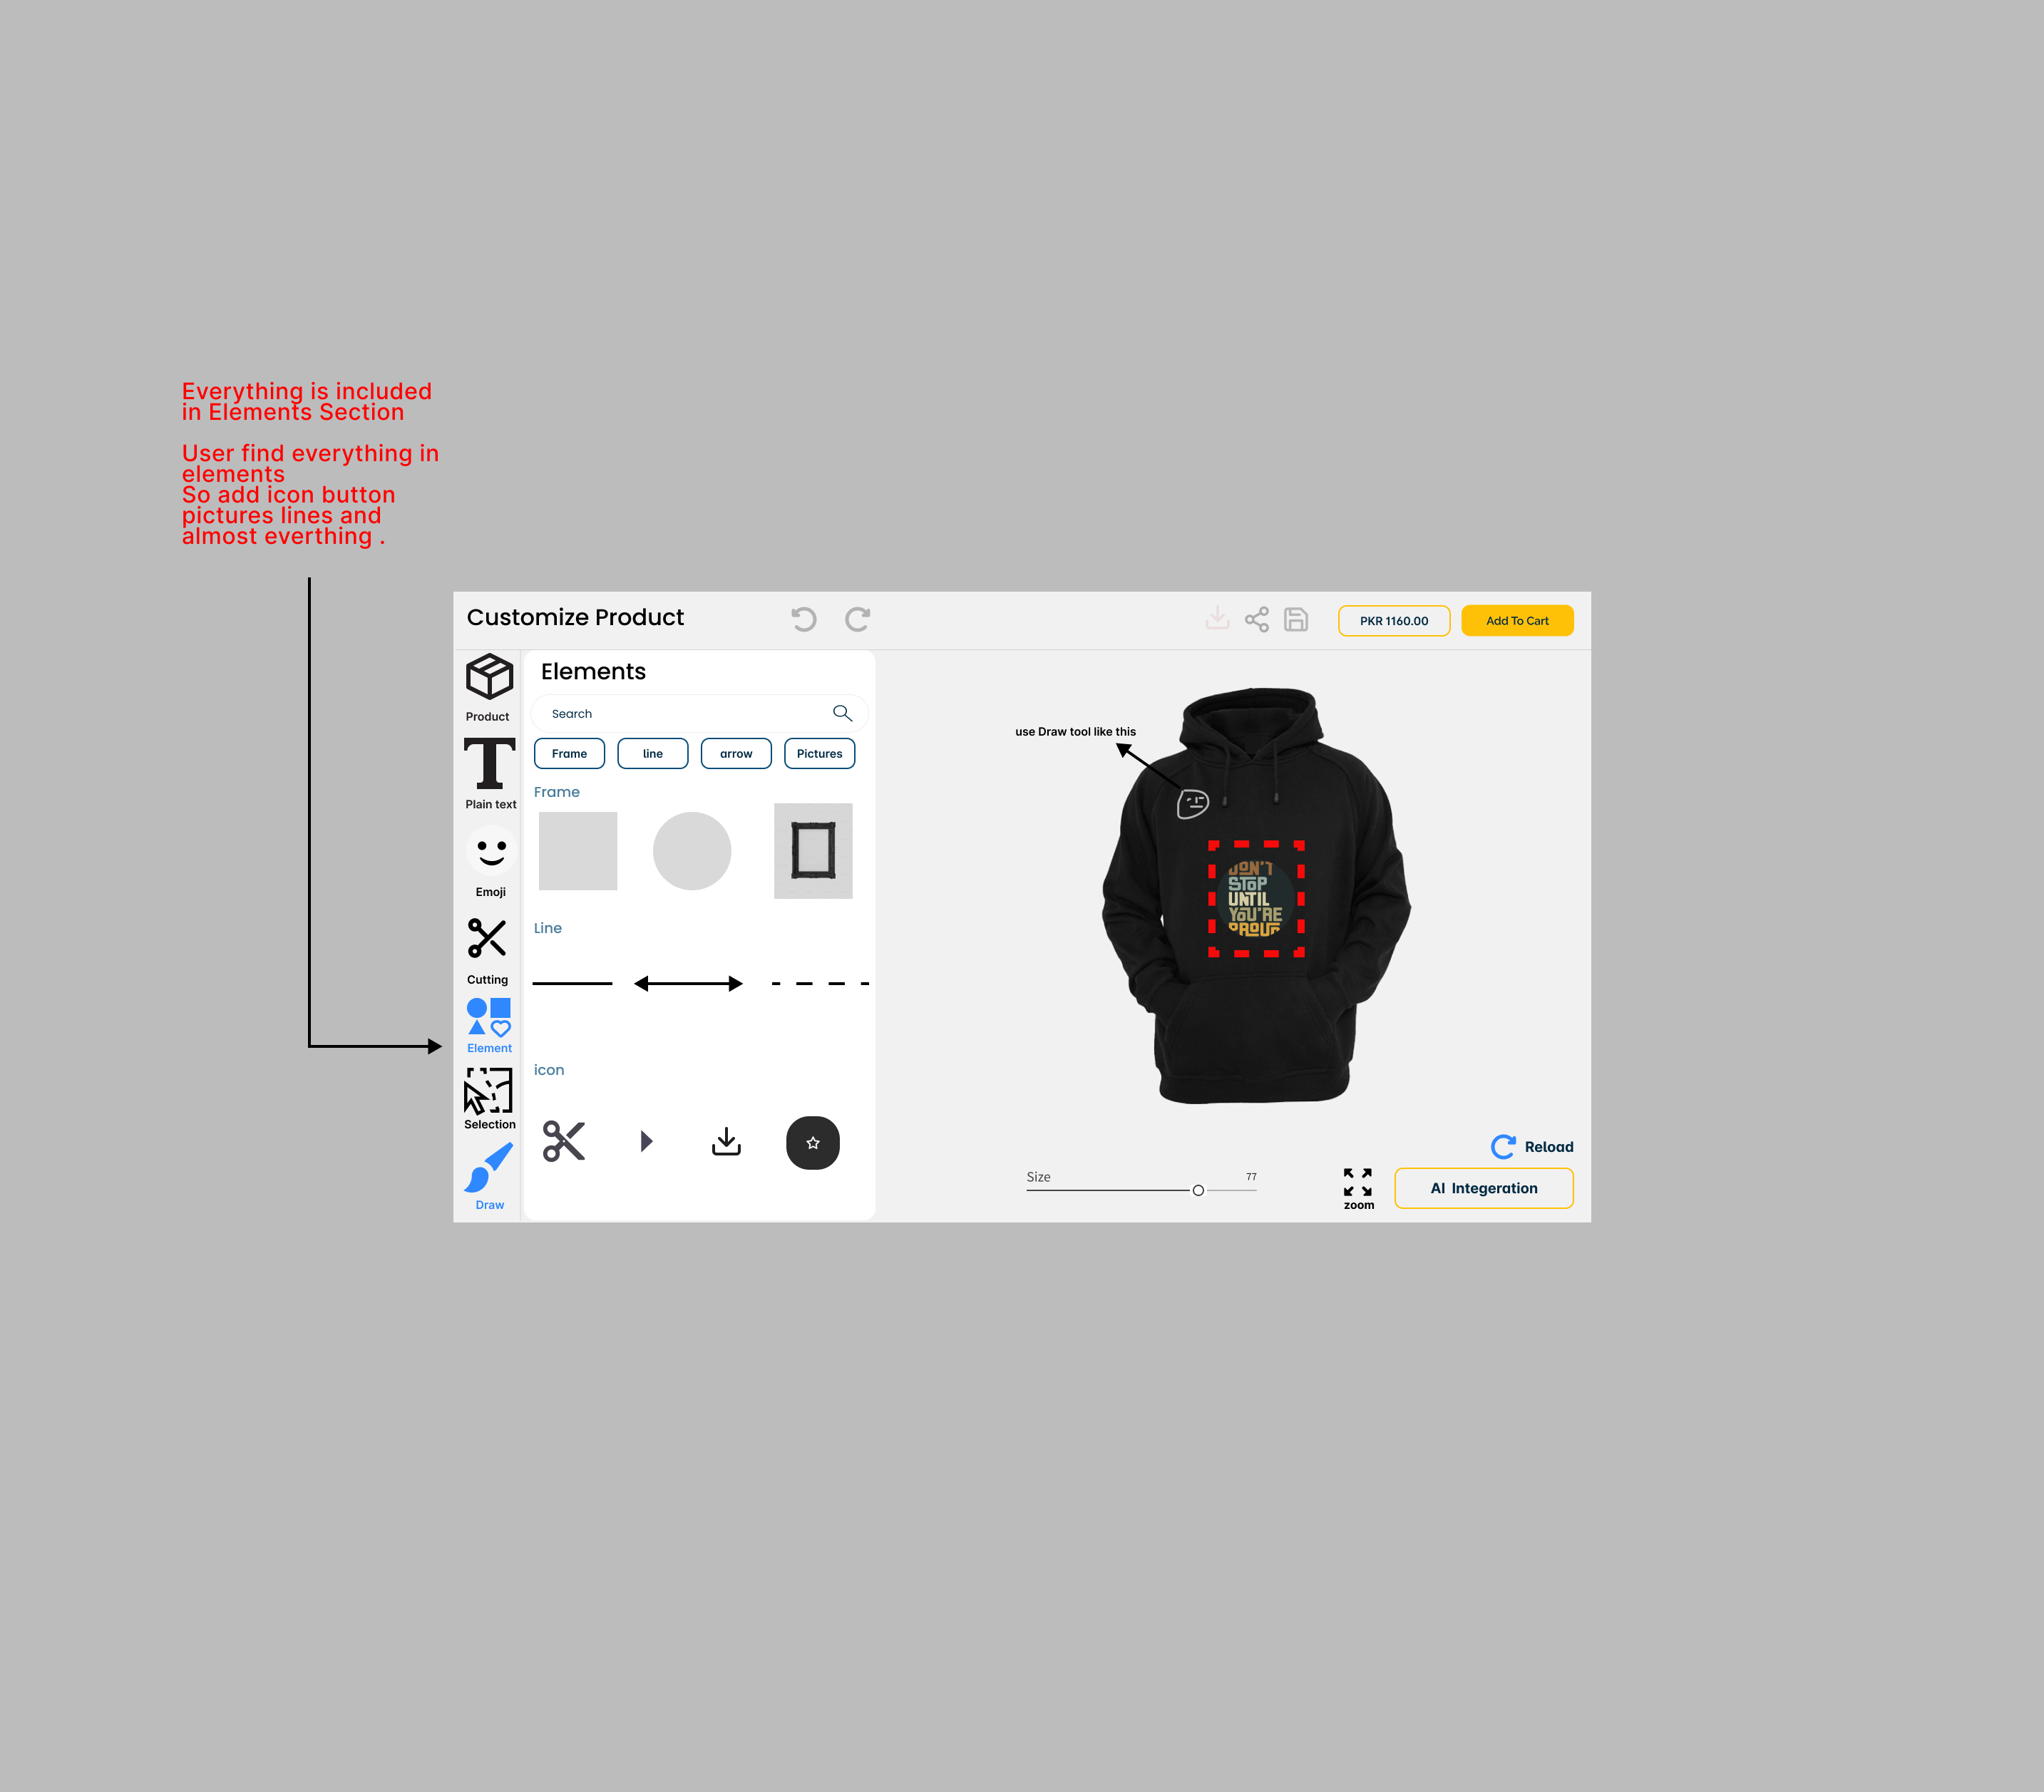 Everything is included
in Elements Section
User find everything in
elements
So add icon button
pictures lines and
almost everthing .
Customize Product
PKR 1160.00
Add To Cart
Product
Plain text
Emoji
Cutting
Element
Selection
Draw
Elements
Search
Frame
line
arrow
Pictures
Frame
Line
icon
use Draw tool like this
DON'T
STOP
UNTIL
YOU'RE
PROUD
Size
77
zoom
Reload
AI Integeration